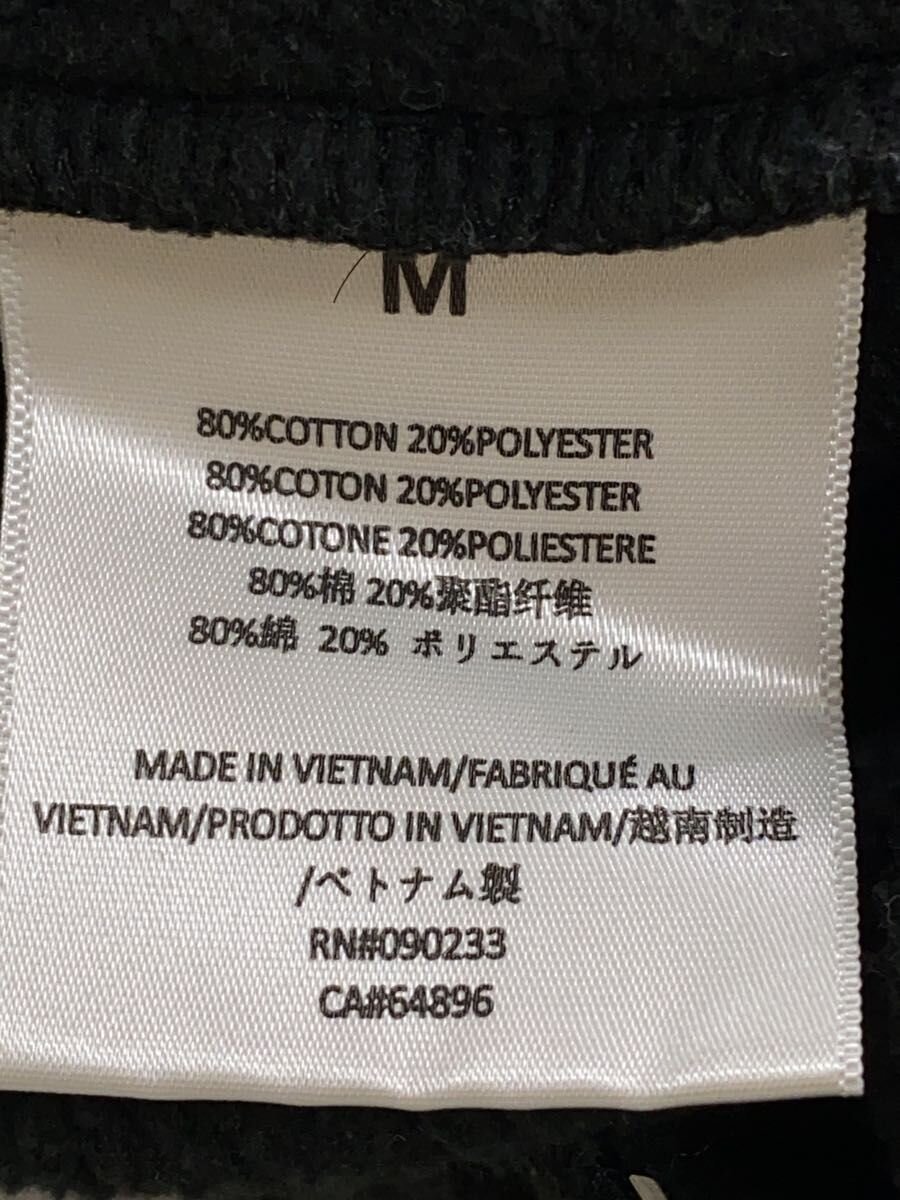 M
80%COTTON 20%POLYESTER
80%COTON 20%POLYESTER
80%COTONE 20%POLIESTERE
80%棉 20%聚酯纤维
80%綿 20% ポリエステル
MADE IN VIETNAM/FABRIQUÉ AU
VIETNAM/PRODOTTO IN VIETNAM/越南制造
/ベトナム製
RN#090233
CA#64896